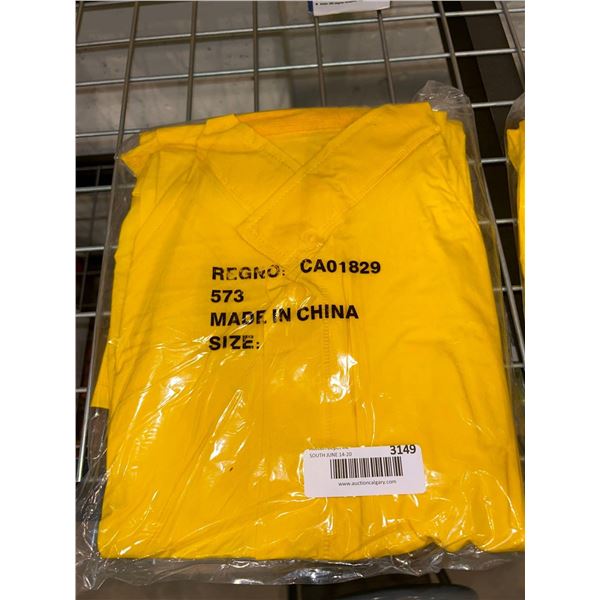 REGNO: CA01829
573
MADE IN CHINA
SIZE:
SOUTH JUNE 14-20
3149
www.auctioncalgary.com